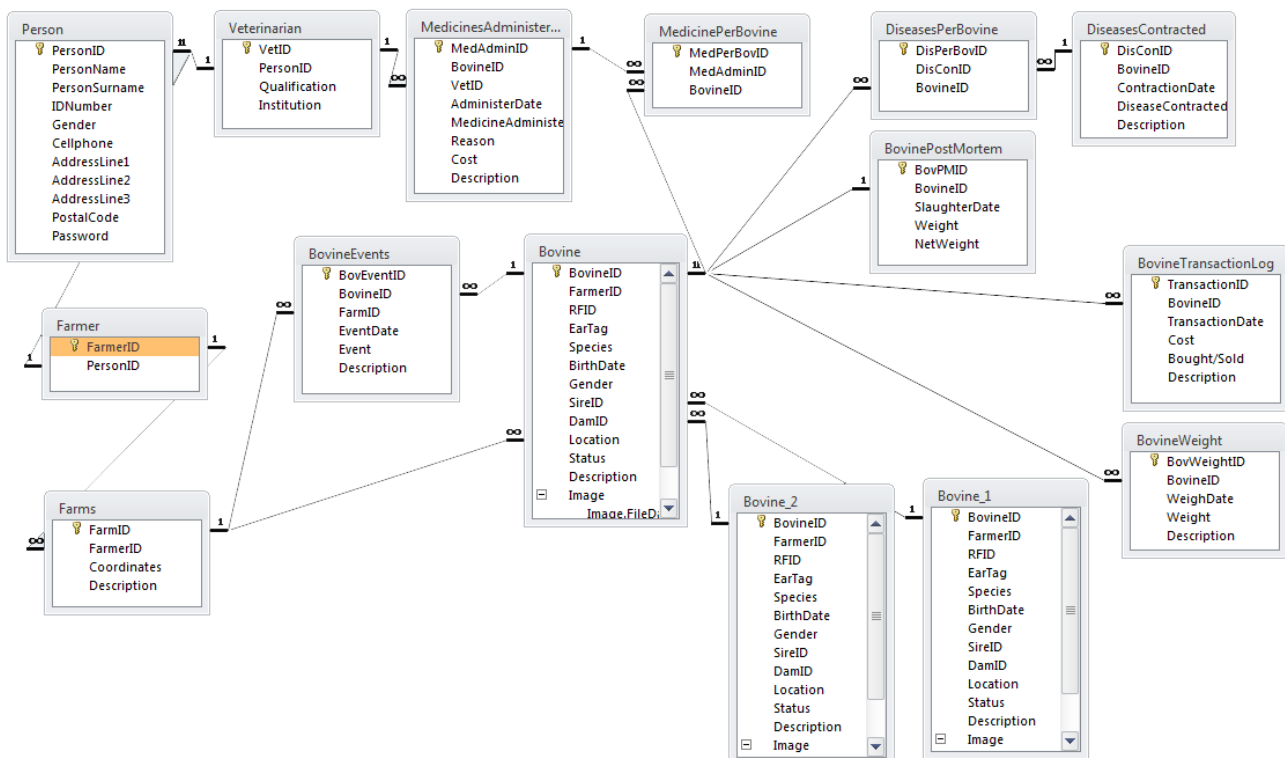 Person
PersonID
PersonName
PersonSurname
IDNumber
Gender
Cellphone
AddressLine1
AddressLine2
AddressLine3
PostalCode
Password
Veterinarian
VetID
PersonID
Qualification
Institution
MedicinesAdminister...
MedAdminID
BovineID
VetID
AdministerDate
MedicineAdministe
Reason
Cost
Description
MedicinePerBovine
MedPerBovID
MedAdminID
BovineID
DiseasesPerBovine
DisPerBovID
DisConID
BovineID
DiseasesContracted
DisConID
BovineID
ContractionDate
DiseaseContracted
Description
BovinePostMortem
BovPMID
BovineID
SlaughterDate
Weight
NetWeight
BovineEvents
BovEventID
BovineID
FarmID
EventDate
Event
Description
Bovine
BovineID
FarmerID
RFID
EarTag
Species
BirthDate
Gender
SireID
DamID
Location
Status
Description
Image
Image.FileDa
BovineTransactionLog
TransactionID
BovineID
TransactionDate
Cost
Bought/Sold
Description
Farmer
FarmerID
PersonID
Farms
FarmID
FarmerID
Coordinates
Description
Bovine_2
BovineID
FarmerID
RFID
EarTag
Species
BirthDate
Gender
SireID
DamID
Location
Status
Description
Image
Bovine_1
BovineID
FarmerID
RFID
EarTag
Species
BirthDate
Gender
SireID
DamID
Location
Status
Description
Image
BovineWeight
BovWeightID
BovineID
WeighDate
Weight
Description